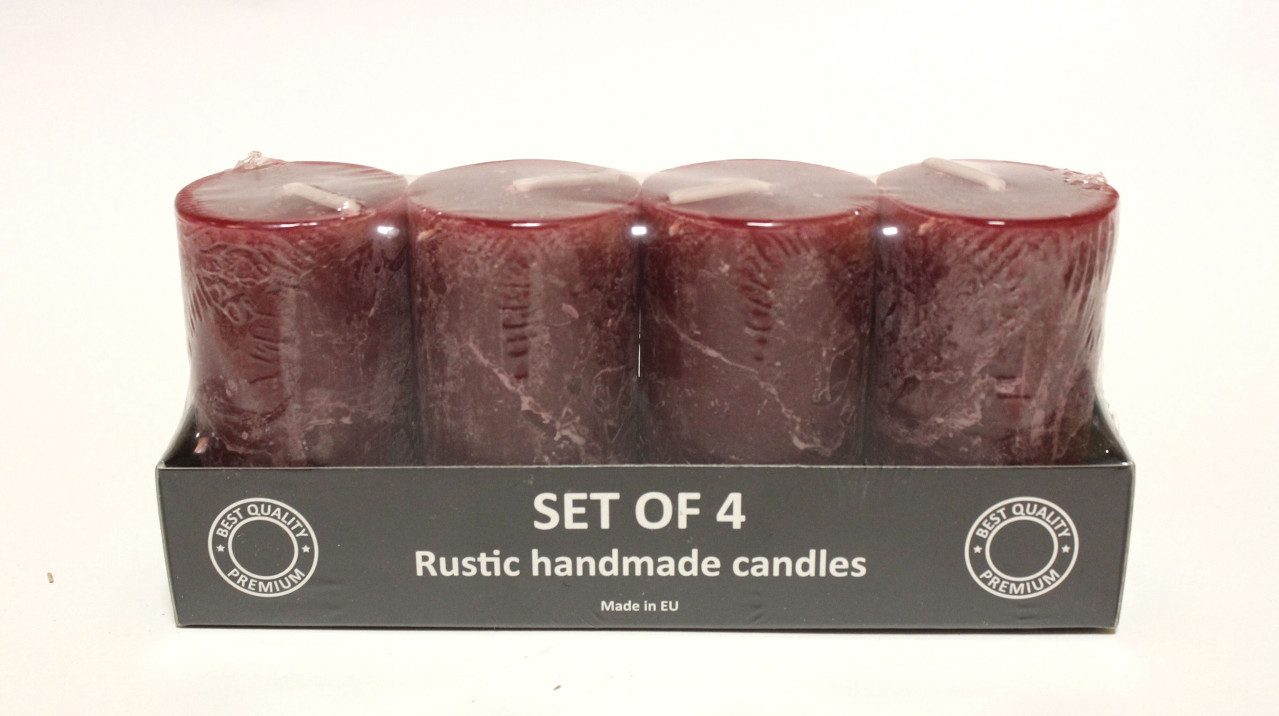 SET OF 4
Rustic handmade candles
Made in EU
BEST QUALITY
PREMIUM
BEST QUALITY
PREMIUM